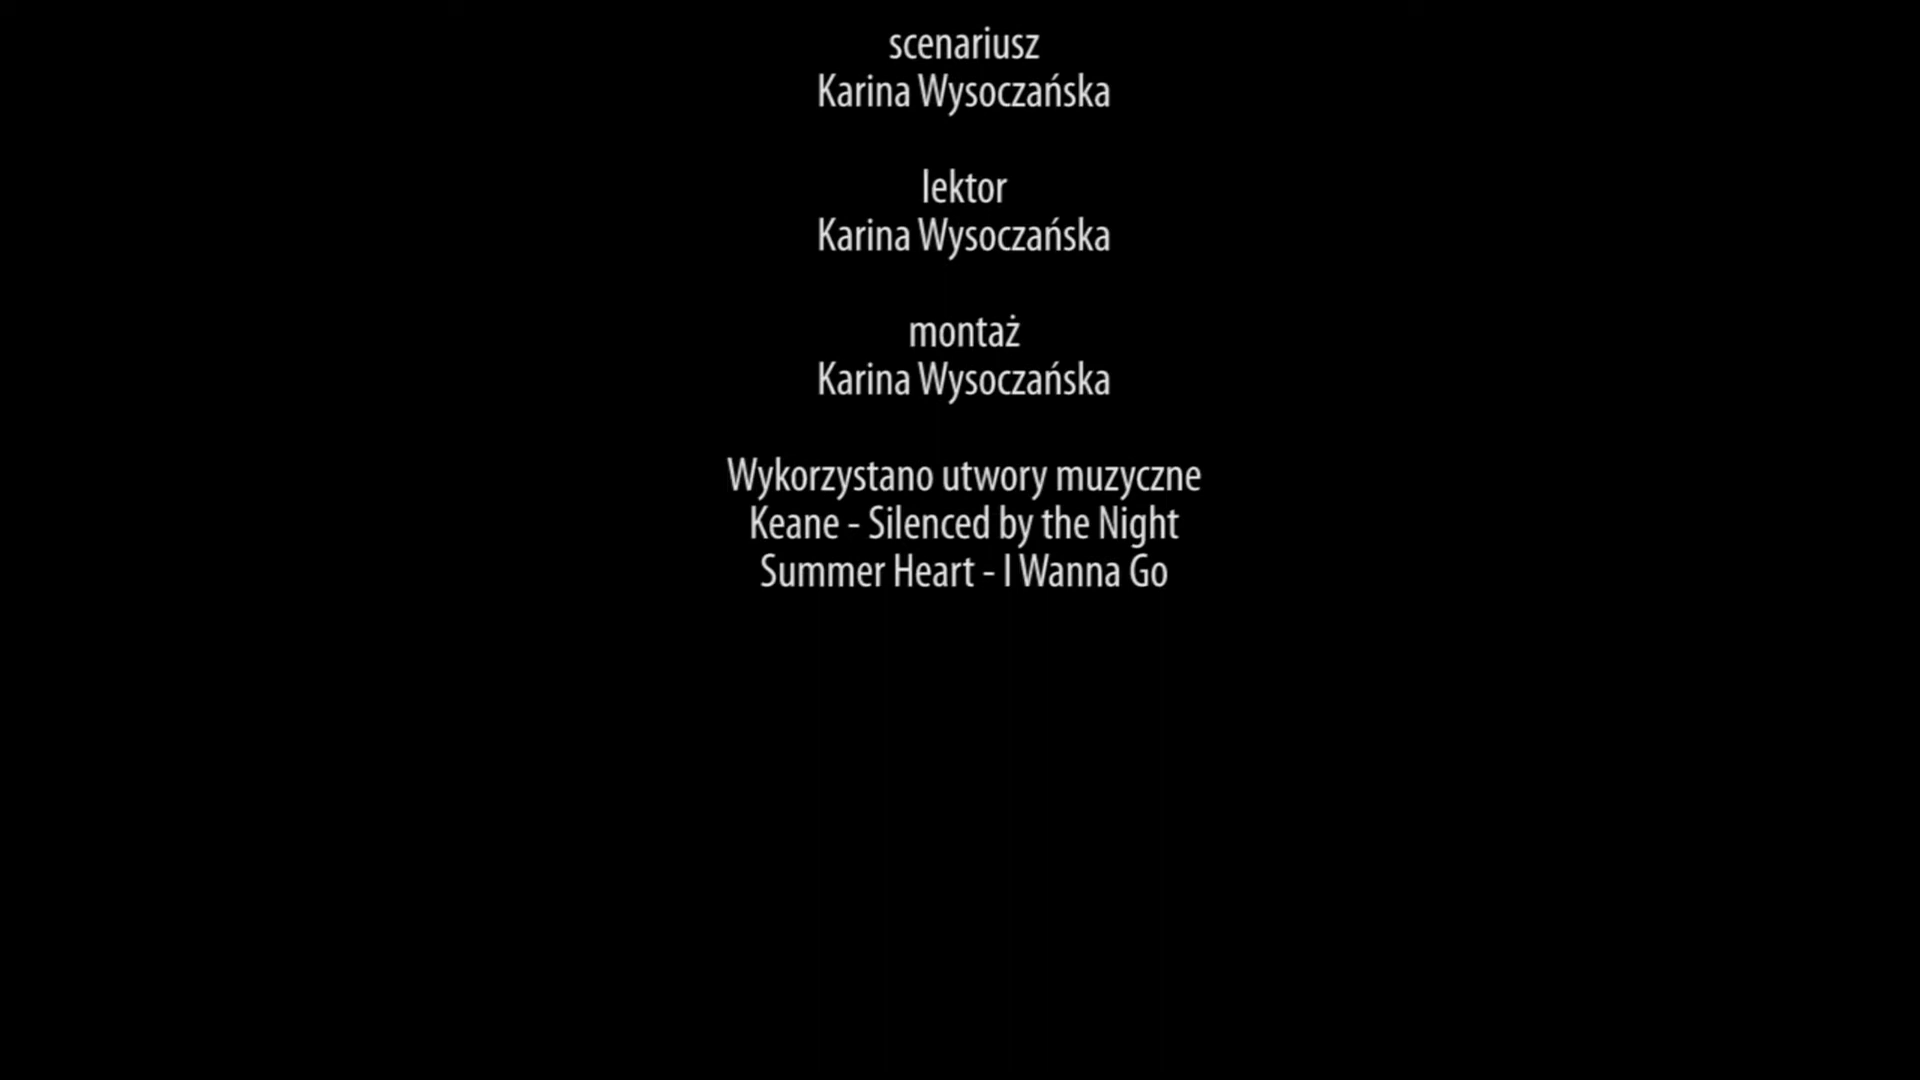 scenariusz
Karina Wysoczańska
lektor
Karina Wysoczańska
montaż
Karina Wysoczańska
Wykorzystano utwory muzyczne
Keane - Silenced by the Night
Summer Heart - I Wanna Go